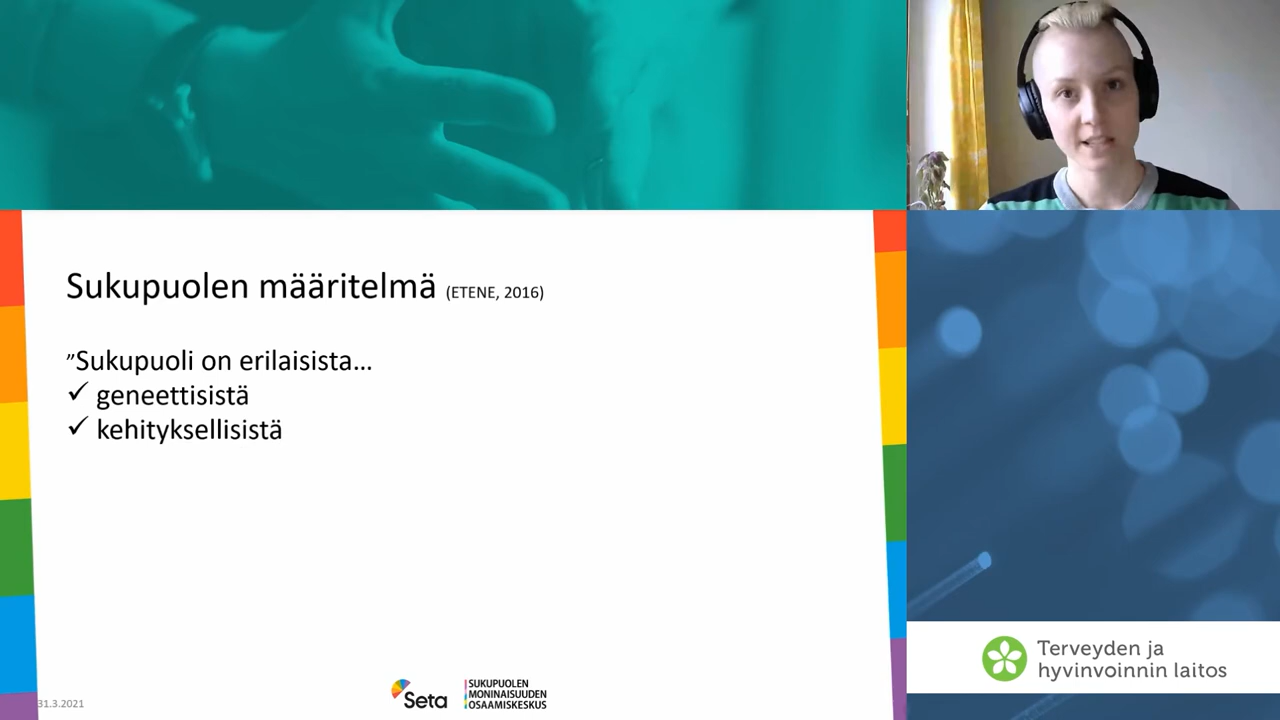 Sukupuolen määritelmä (ETENE, 2016)
”Sukupuoli on erilaisista…
✓ geneettisistä
✓ kehityksellisistä
31.3.2021
Seta
SUKUPUOLEN
MONINAISUUDEN
OSAAMISKESKUS
Terveyden ja
hyvinvoinnin laitos